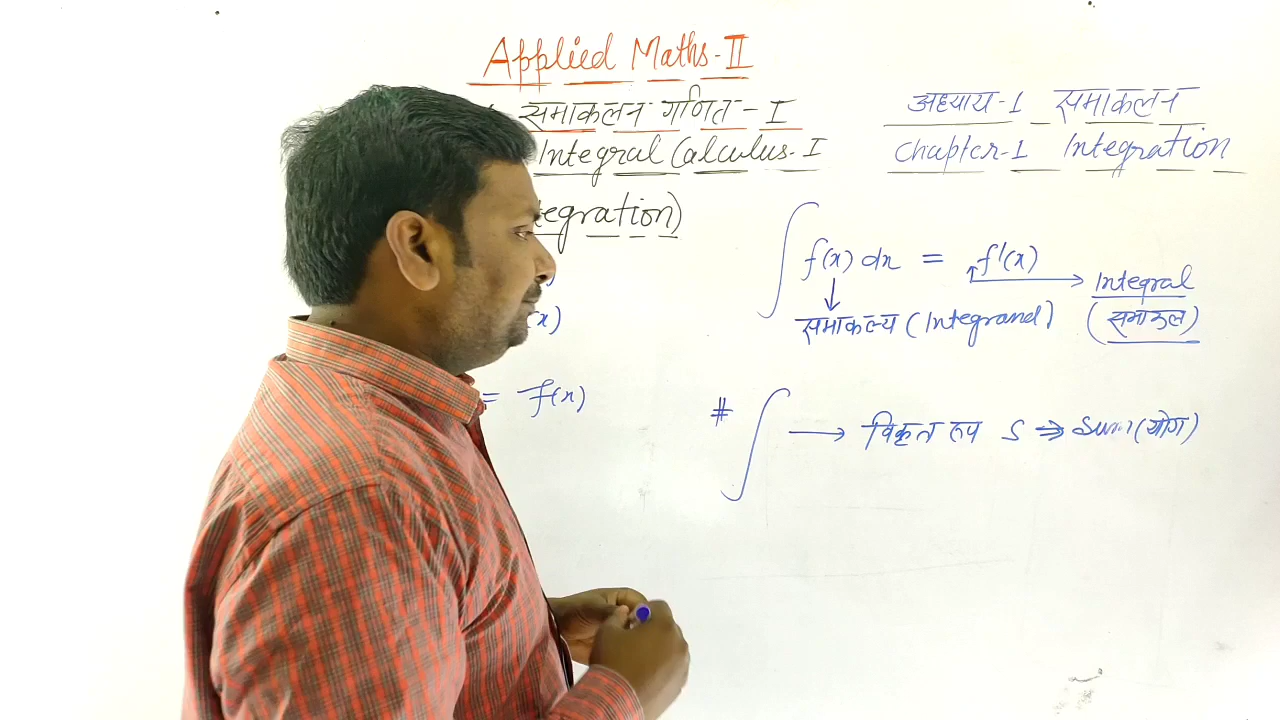 Applied Maths-II
समाकलन गणित - I
Integral Calculus-I
tegration)
(x)
= f(x)
अध्याय-1 समाकलन
Chapter-1 Integration
∫ f(x) dx = f'(x)
Integral
समाकल्य (Integrand)
(समाकल)
# ∫ → विकृत रूप S ⇒ Sum (योग)